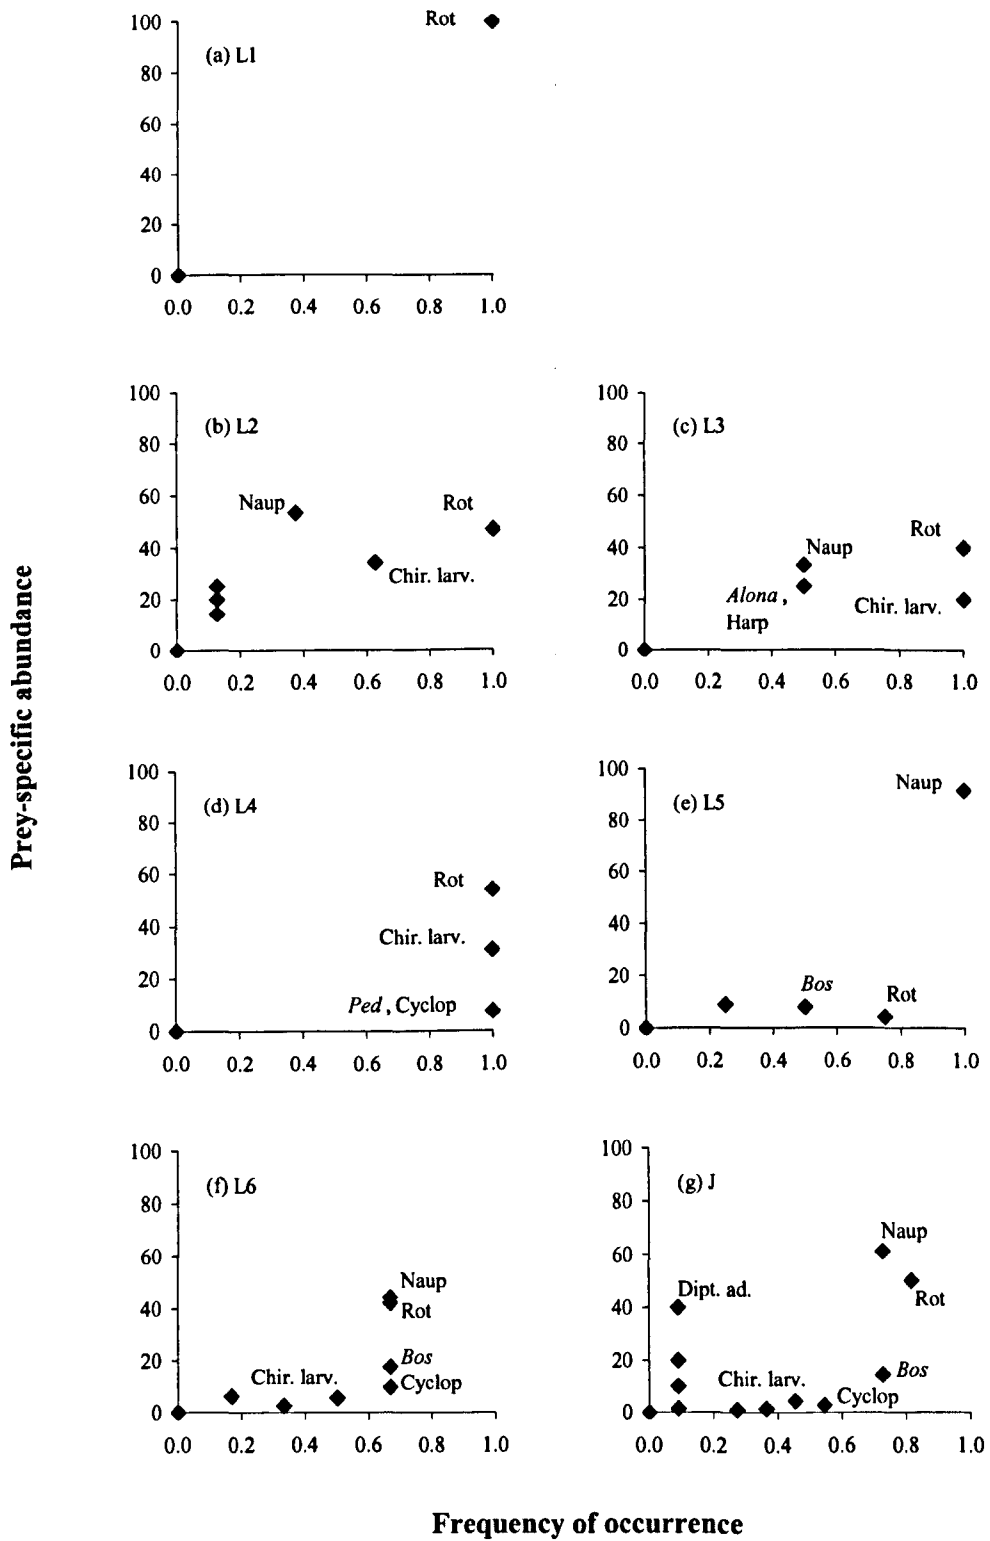 Prey-specific abundance
100
80
60
40
20
0
(a) L1
Rot
0.0 0.2 0.4 0.6 0.8 1.0
100
80
60
40
20
0
(b) L2
Naup
Rot
Chir. larv.
0.0 0.2 0.4 0.6 0.8 1.0
100
80
60
40
20
0
(c) L3
Rot
Naup
Alona ,
Harp
Chir. larv.
0.0 0.2 0.4 0.6 0.8 1.0
100
80
60
40
20
0
(d) L4
Rot
Chir. larv.
Ped , Cyclop
0.0 0.2 0.4 0.6 0.8 1.0
100
80
60
40
20
0
(e) L5
Naup
Bos
Rot
0.0 0.2 0.4 0.6 0.8 1.0
100
80
60
40
20
0
(f) L6
Naup
Rot
Bos
Chir. larv.
Cyclop
0.0 0.2 0.4 0.6 0.8 1.0
100
80
60
40
20
0
(g) J
Naup
Dipt. ad.
Rot
Bos
Chir. larv.
Cyclop
0.0 0.2 0.4 0.6 0.8 1.0
Frequency of occurrence